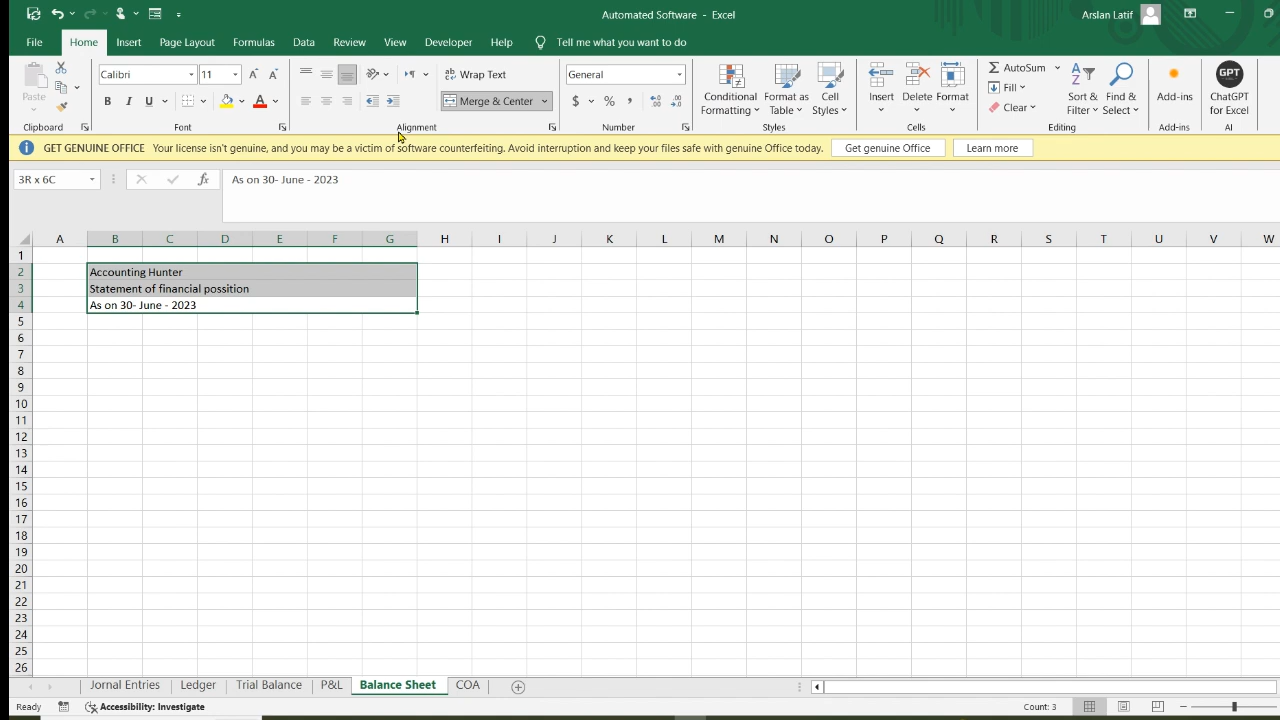 Automated Software - Excel
Arslan Latif
File Home Insert Page Layout Formulas Data Review View Developer Help Tell me what you want to do
Paste
Clipboard
Calibri 11
A A
B I U A
Font
Wrap Text
Merge & Center
Alignment
General
$ % ,
Number
Conditional Formatting
Format as Table
Cell Styles
Styles
Insert
Delete
Format
Cells
AutoSum
Fill
Clear
Sort & Filter
Find & Select
Editing
Add-ins
Add-ins
GPT
ChatGPT for Excel
AI
GET GENUINE OFFICE Your license isn't genuine, and you may be a victim of software counterfeiting. Avoid interruption and keep your files safe with genuine Office today. Get genuine Office Learn more
3R x 6C fx As on 30- June - 2023
A B C D E F G H I J K L M N O P Q R S T U V W
1
2 Accounting Hunter
3 Statement of financial possition
4 As on 30- June - 2023
5
6
7
8
9
10
11
12
13
14
15
16
17
18
19
20
21
22
23
24
25
26
Jornal Entries Ledger Trial Balance P&L Balance Sheet COA
Ready Accessibility: Investigate Count: 3